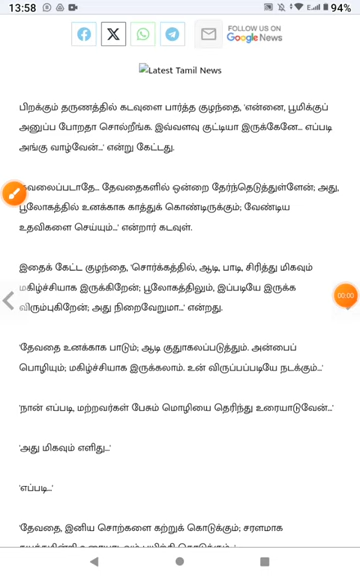 13:58
94%
FOLLOW US ON
Google News
Latest Tamil News
பிறக்கும் தருணத்தில் கடவுளை பார்த்த குழந்தை, 'என்னை, பூமிக்குப்
அனுப்ப போறதா சொல்றீங்க. இவ்வளவு குட்டியா இருக்கேனே... எப்படி
அங்கு வாழ்வேன்...' என்று கேட்டது.
வலைப்படாதே... தேவதைகளில் ஒன்றை தேர்ந்தெடுத்துள்ளேன்; அது,
பூலோகத்தில் உனக்காக காத்துக் கொண்டிருக்கும்; வேண்டிய
உதவிகளை செய்யும்...' என்றார் கடவுள்.
இதைக் கேட்ட குழந்தை, 'சொர்க்கத்தில், ஆடி, பாடி, சிரித்து மிகவும்
மகிழ்ச்சியாக இருக்கிறேன்; பூலோகத்திலும், இப்படியே இருக்க
விரும்புகிறேன்; அது நிறைவேறுமா...' என்றது.
00:00
'தேவதை உனக்காக பாடும்; ஆடி குதுாகலப்படுத்தும். அன்பைப்
பொழியும்; மகிழ்ச்சியாக இருக்கலாம். உன் விருப்பப்படியே நடக்கும்...'
'நான் எப்படி, மற்றவர்கள் பேசும் மொழியை தெரிந்து உரையாடுவேன்...'
'அது மிகவும் எளிது...'
'எப்படி...'
'தேவதை, இனிய சொற்களை கற்றுக் கொடுக்கும்; சரளமாக